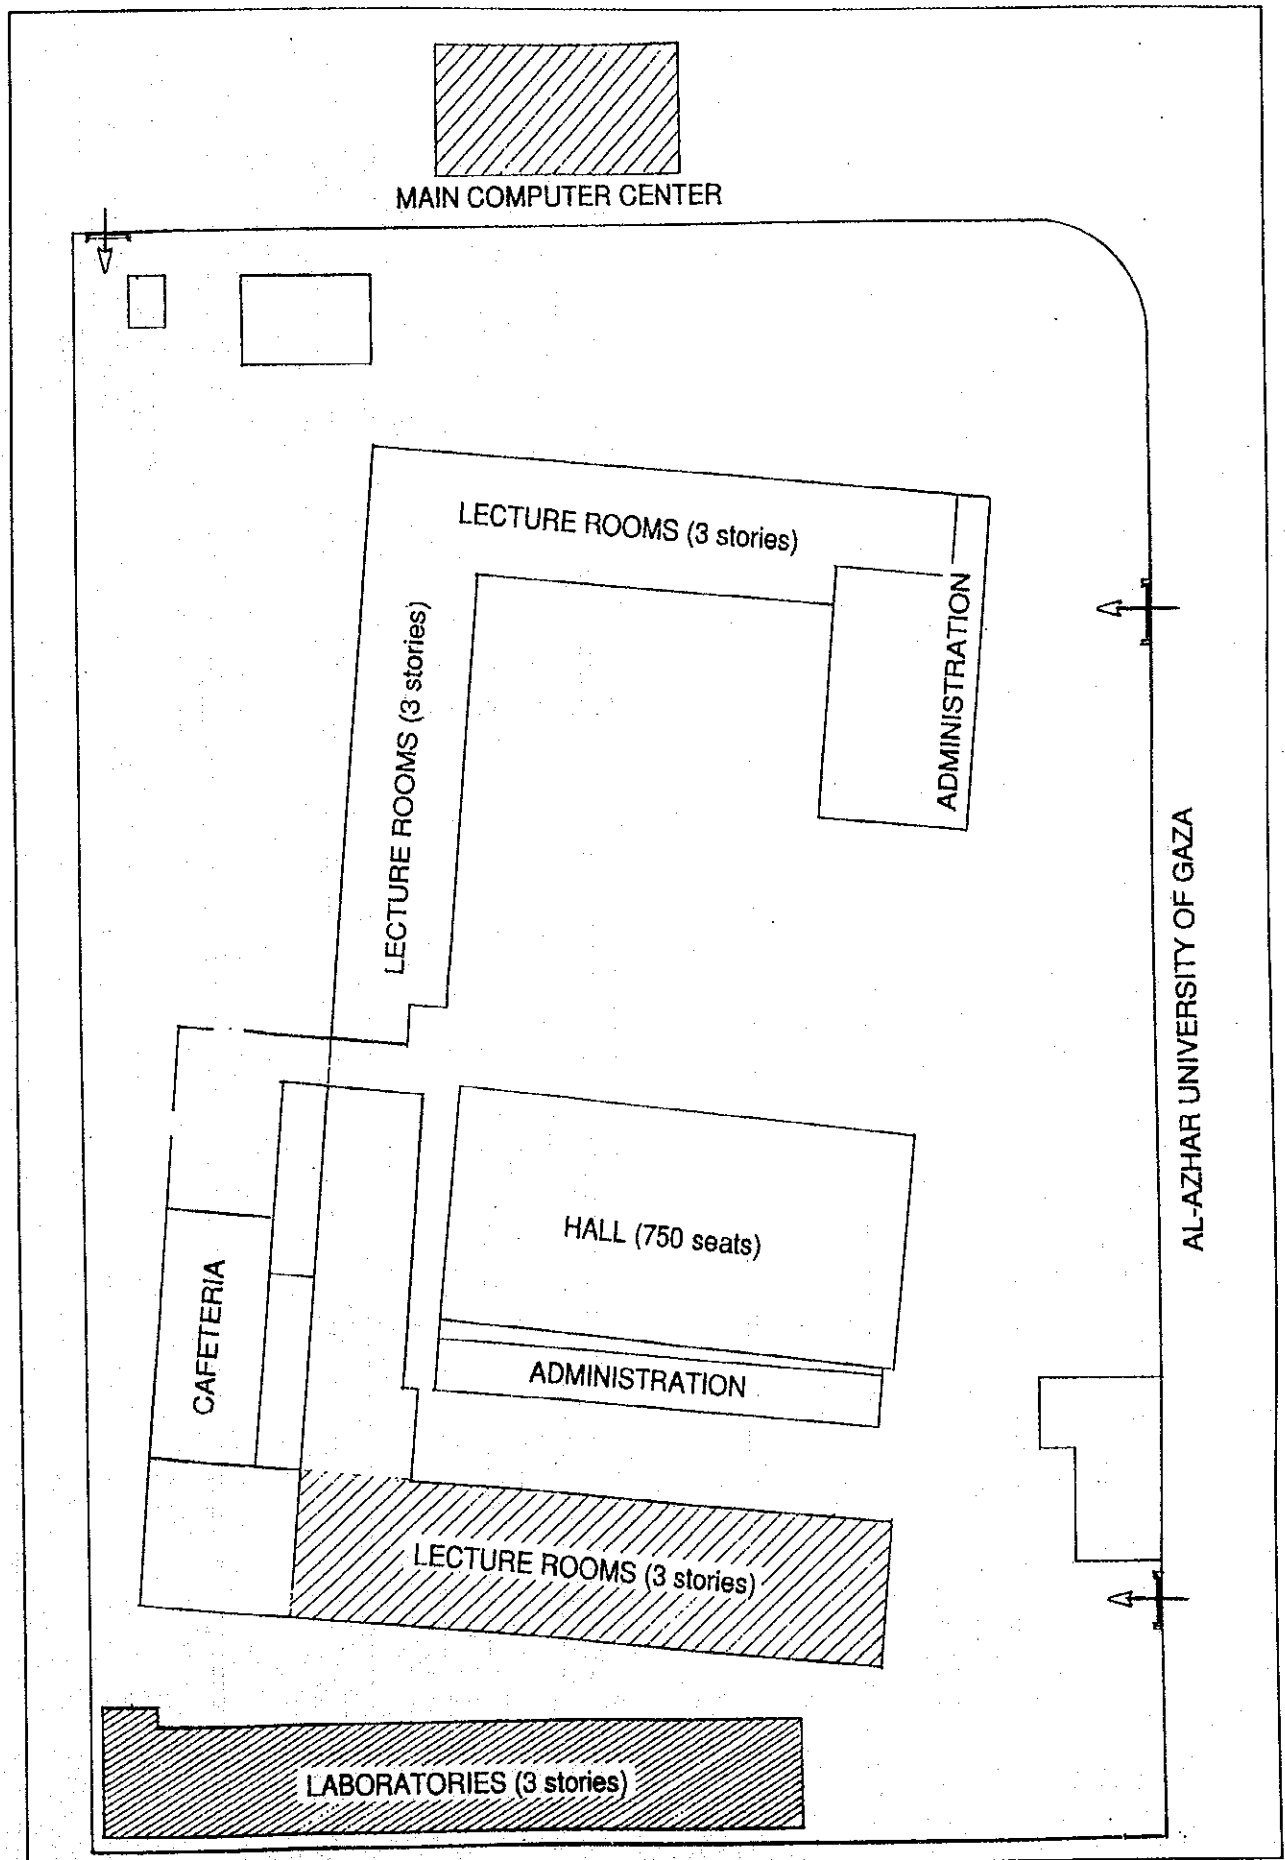 MAIN COMPUTER CENTER
LECTURE ROOMS (3 stories)
LECTURE ROOMS (3 stories)
ADMINISTRATION
AL-AZHAR UNIVERSITY OF GAZA
HALL (750 seats)
CAFETERIA
ADMINISTRATION
LECTURE ROOMS (3 stories)
LABORATORIES (3 stories)